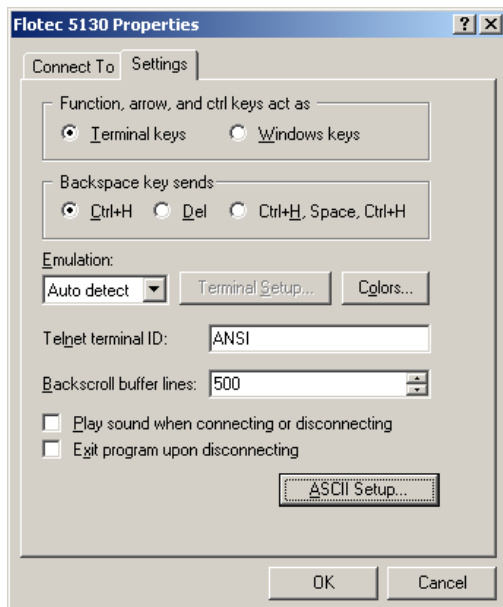 Flotec 5130 Properties
Connect To Settings
Function, arrow, and ctrl keys act as
Terminal keys Windows keys
Backspace key sends
Ctrl+H Del Ctrl+H, Space, Ctrl+H
Emulation:
Auto detect Terminal Setup... Colors...
Telnet terminal ID: ANSI
Backscroll buffer lines: 500
Play sound when connecting or disconnecting
Exit program upon disconnecting
ASCII Setup...
OK Cancel